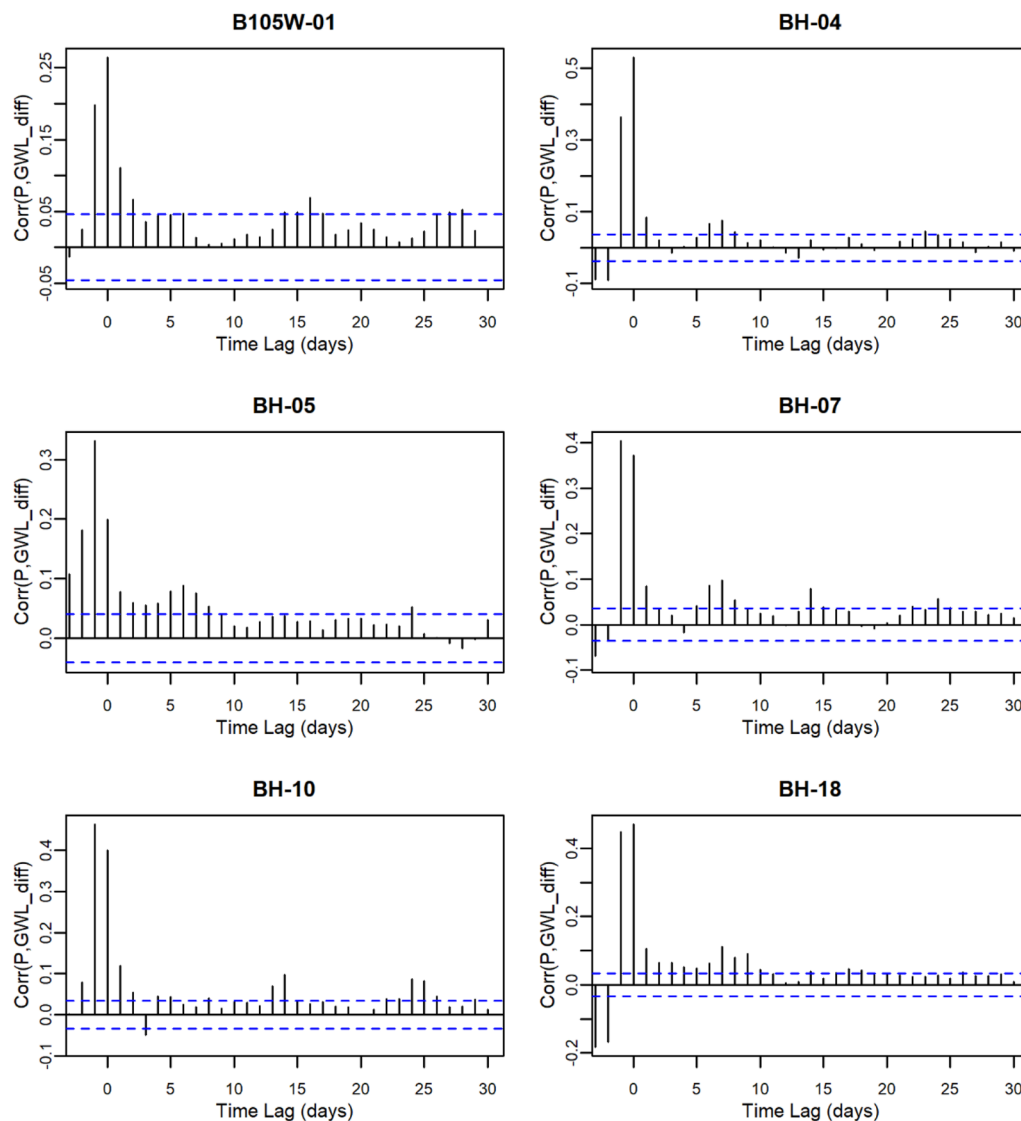 B105W-01
BH-04
Corr(P,GWL_diff)
-0.05
0.05
0.15
0.25
0 5 10 15 20 25 30
Time Lag (days)
Corr(P,GWL_diff)
-0.1
0.1
0.3
0.5
0 5 10 15 20 25 30
Time Lag (days)
BH-05
BH-07
Corr(P,GWL_diff)
0.0
0.1
0.2
0.3
0 5 10 15 20 25 30
Time Lag (days)
Corr(P,GWL_diff)
-0.1
0.0
0.1
0.2
0.3
0.4
0 5 10 15 20 25 30
Time Lag (days)
BH-10
BH-18
Corr(P,GWL_diff)
-0.1
0.0
0.1
0.2
0.4
0 5 10 15 20 25 30
Time Lag (days)
Corr(P,GWL_diff)
-0.2
0.0
0.2
0.4
0 5 10 15 20 25 30
Time Lag (days)